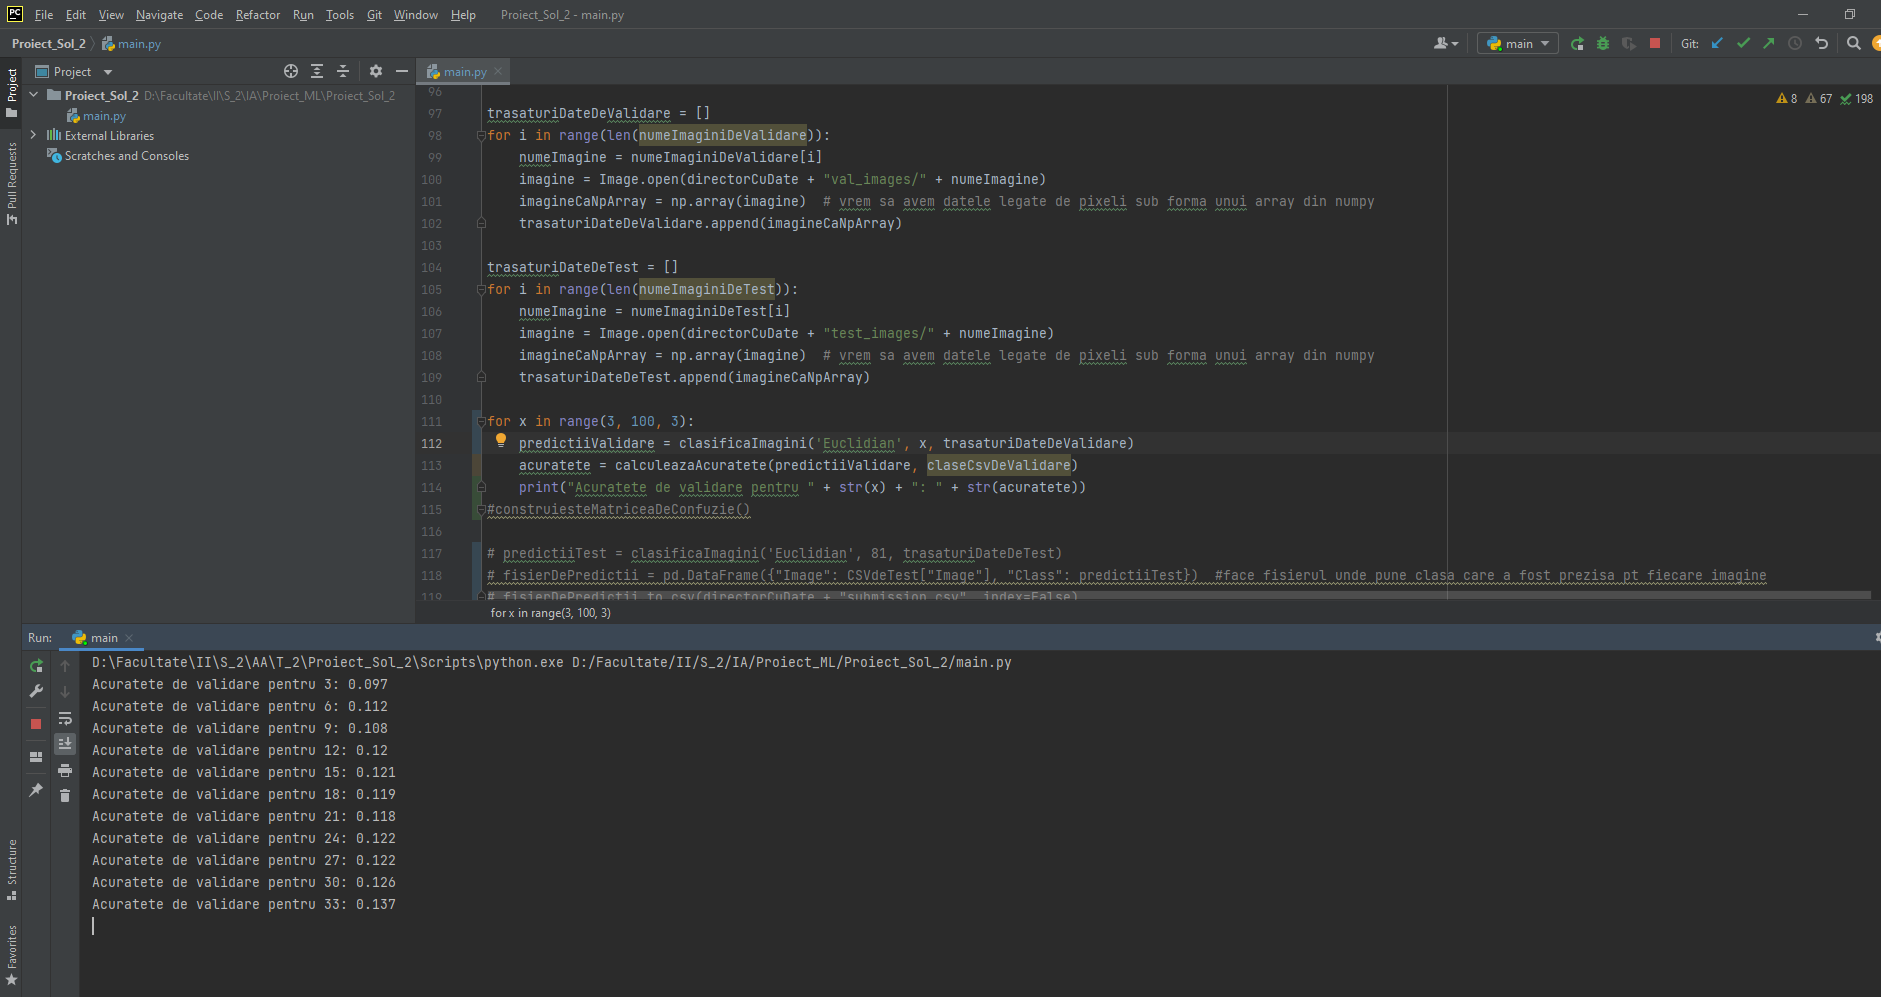 PC File Edit View Navigate Code Refactor Run Tools Git Window Help Proiect_Sol_2 - main.py
Proiect_Sol_2 main.py main Git:
Project main.py
Project
Proiect_Sol_2 D:\Facultate\II\S_2\IA\Proiect_ML\Proiect_Sol_2
main.py
External Libraries
Scratches and Consoles
Pull Requests
8 67 198
96
97 trasaturiDateDeValidare = []
98 for i in range(len(numeImaginiDeValidare)):
99 numeImagine = numeImaginiDeValidare[i]
100 imagine = Image.open(directorCuDate + "val_images/" + numeImagine)
101 imagineCaNpArray = np.array(imagine)  # vrem sa avem datele legate de pixeli sub forma unui array din numpy
102 trasaturiDateDeValidare.append(imagineCaNpArray)
103
104 trasaturiDateDeTest = []
105 for i in range(len(numeImaginiDeTest)):
106 numeImagine = numeImaginiDeTest[i]
107 imagine = Image.open(directorCuDate + "test_images/" + numeImagine)
108 imagineCaNpArray = np.array(imagine)  # vrem sa avem datele legate de pixeli sub forma unui array din numpy
109 trasaturiDateDeTest.append(imagineCaNpArray)
110
111 for x in range(3, 100, 3):
112 predictiiValidare = clasificaImagini('Euclidian', x, trasaturiDateDeValidare)
113 acuratete = calculeazaAcuratete(predictiiValidare, claseCsvDeValidare)
114 print("Acuratete de validare pentru " + str(x) + ": " + str(acuratete))
115 #construiesteMatriceaDeConfuzie()
116
117 # predictiiTest = clasificaImagini('Euclidian', 81, trasaturiDateDeTest)
118 # fisierDePredictii = pd.DataFrame({"Image": CSVdeTest["Image"], "Class": predictiiTest})  #face fisierul unde pune clasa care a fost prezisa pt fiecare imagine
119 # fisierDePredictii.to_csv(directorCuDate + "submission.csv", index=False)
for x in range(3, 100, 3)
Run: main
D:\Facultate\II\S_2\AA\T_2\Proiect_Sol_2\Scripts\python.exe D:/Facultate/II/S_2/IA/Proiect_ML/Proiect_Sol_2/main.py
Acuratete de validare pentru 3: 0.097
Acuratete de validare pentru 6: 0.112
Acuratete de validare pentru 9: 0.108
Acuratete de validare pentru 12: 0.12
Acuratete de validare pentru 15: 0.121
Acuratete de validare pentru 18: 0.119
Acuratete de validare pentru 21: 0.118
Acuratete de validare pentru 24: 0.122
Acuratete de validare pentru 27: 0.122
Acuratete de validare pentru 30: 0.126
Acuratete de validare pentru 33: 0.137
Structure
Favorites